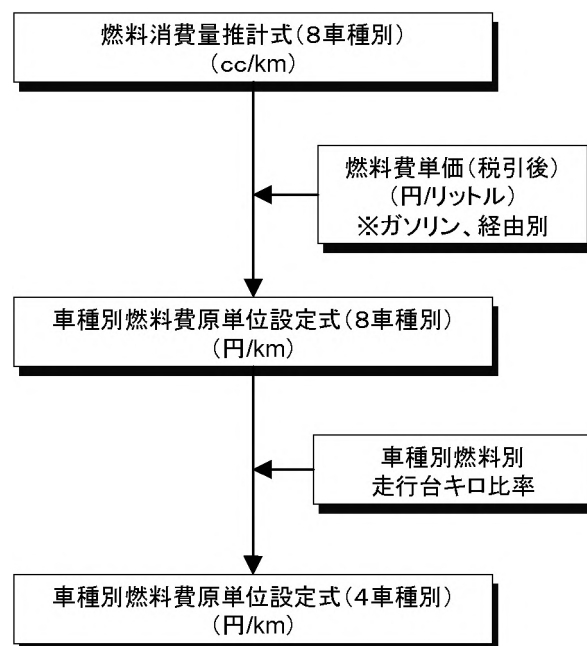 燃料消費量推計式（８車種別）
（cc/km）
燃料費単価（税引後）
（円/リットル）
※ガソリン、経由別
車種別燃料費原単位設定式（８車種別）
（円/km）
車種別燃料別
走行台キロ比率
車種別燃料費原単位設定式（４車種別）
（円/km）